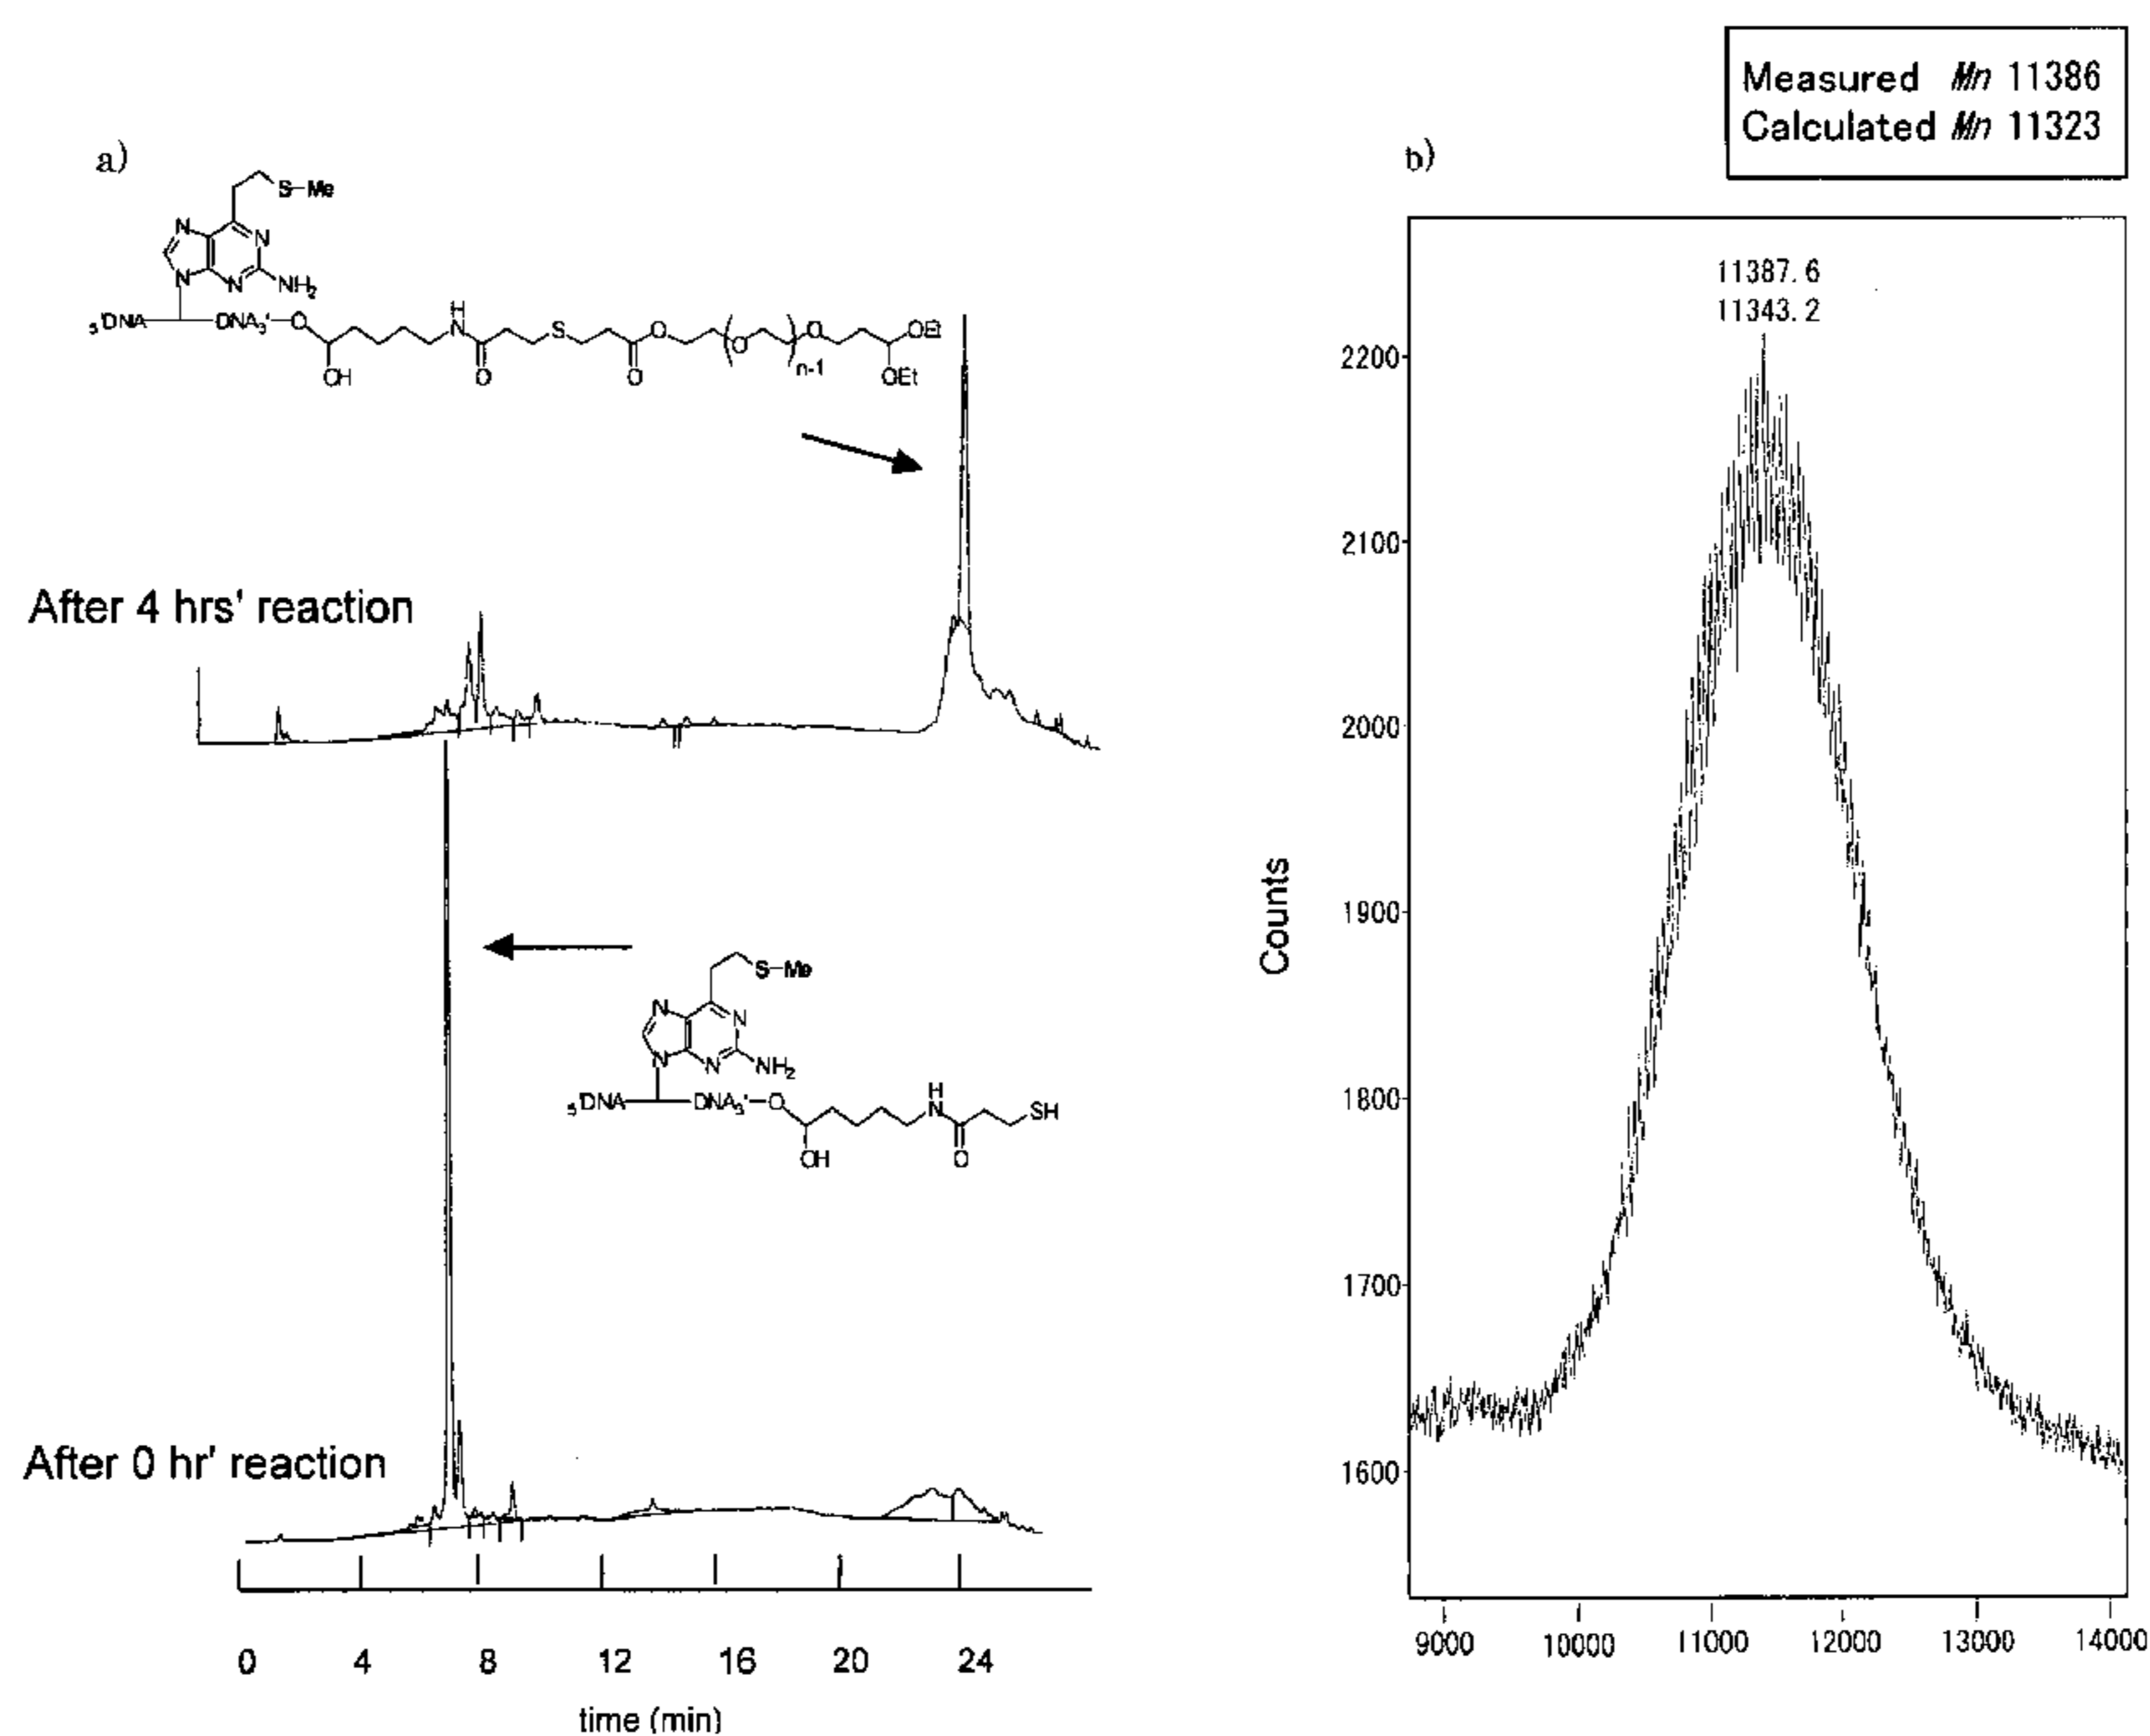 Measured Mn 11386
Calculated Mn 11323
a)
S-Me
N
N
N
N
NH2
5'DNA
DNA3'
O
OH
H
N
O
S
O
O
(O
)n-1
O
OEt
OEt
After 4 hrs' reaction
S-Me
N
N
N
N
NH2
5'DNA
DNA3'
O
OH
H
N
O
SH
After 0 hr' reaction
0 4 8 12 16 20 24
time (min)
b)
11387.6
11343.2
2200
2100
2000
1900
1800
1700
1600
Counts
9000 10000 11000 12000 13000 14000